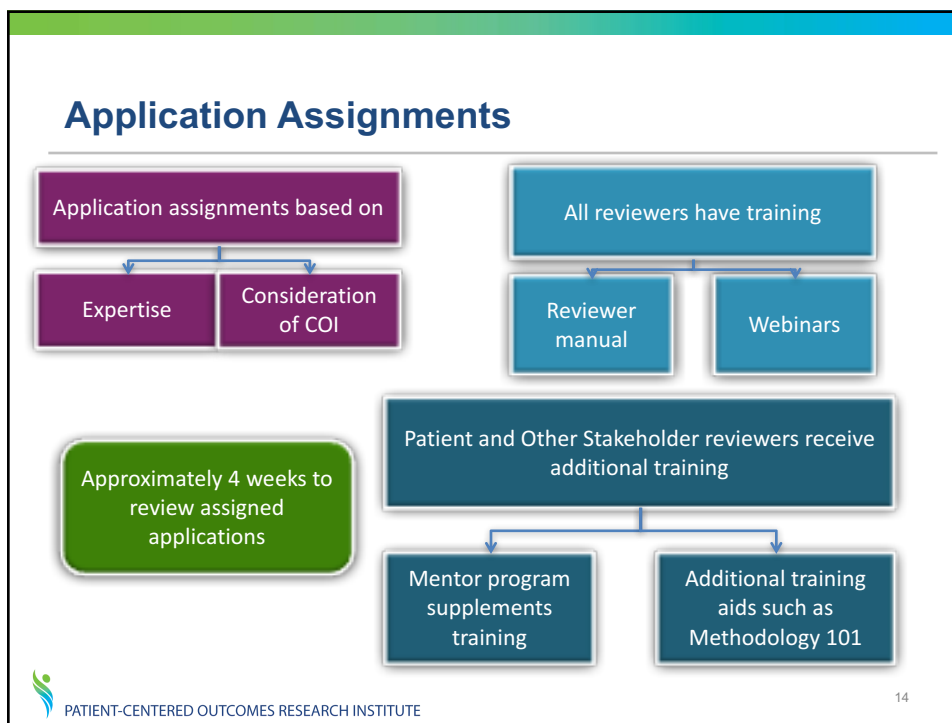 Application Assignments
Application assignments based on
Expertise
Consideration
of COI
All reviewers have training
Reviewer
manual
Webinars
Approximately 4 weeks to
review assigned
applications
Patient and Other Stakeholder reviewers receive
additional training
Mentor program
supplements
training
Additional training
aids such as
Methodology 101
PATIENT-CENTERED OUTCOMES RESEARCH INSTITUTE
14